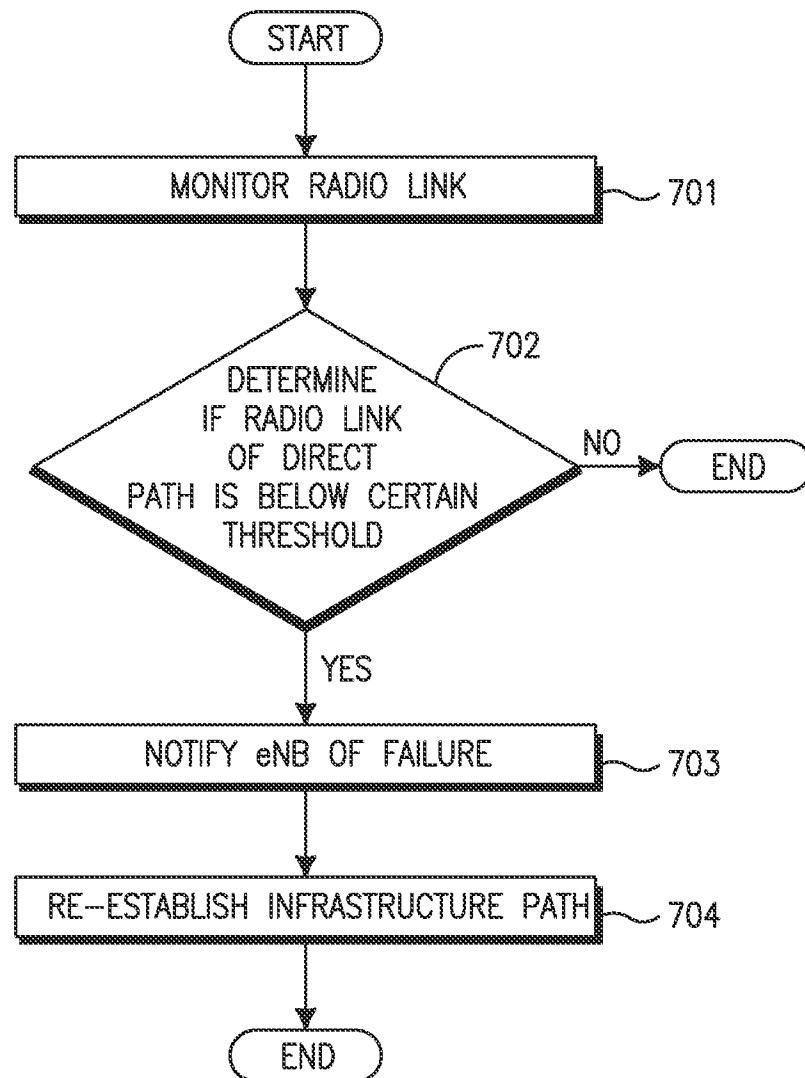 START
MONITOR RADIO LINK
701
702
DETERMINE
IF RADIO LINK
OF DIRECT
PATH IS BELOW CERTAIN
THRESHOLD
NO
END
YES
NOTIFY eNB OF FAILURE
703
RE-ESTABLISH INFRASTRUCTURE PATH
704
END